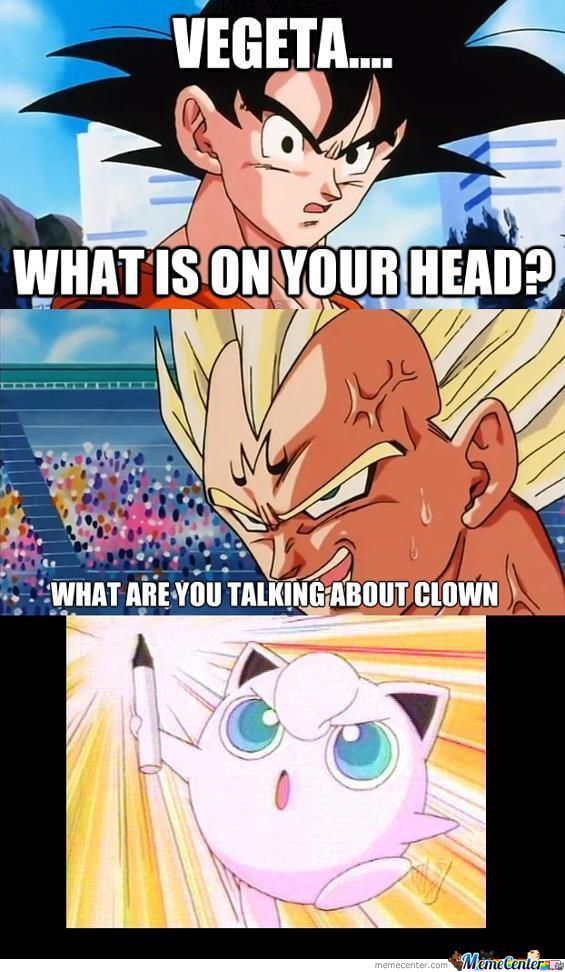 VEGETA....
WHAT IS ON YOUR HEAD?
WHAT ARE YOU TALKING ABOUT CLOWN
memecenter.com MemeCenter